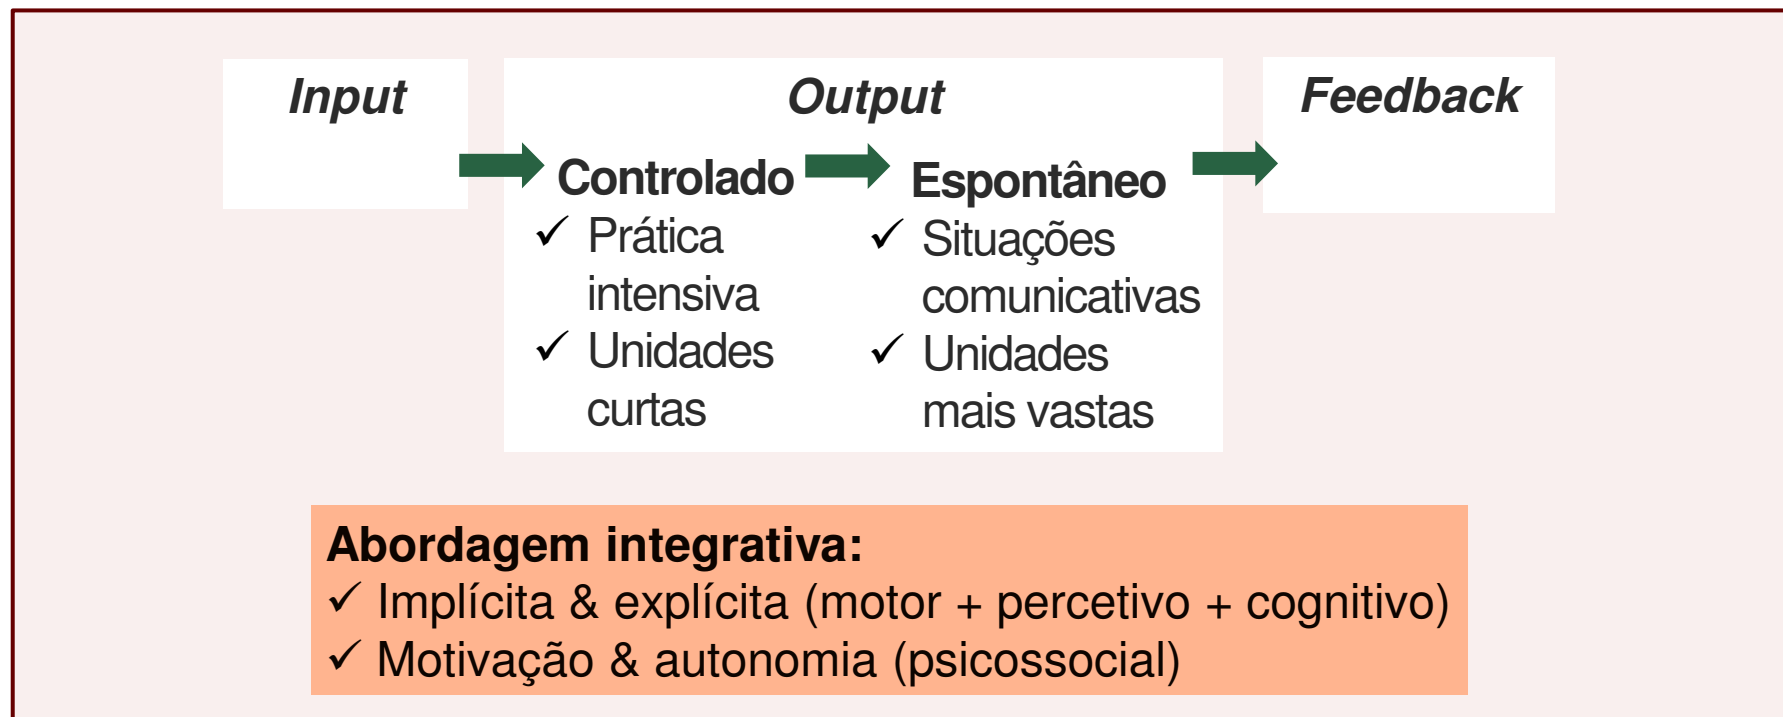 Input
Output
Feedback
Controlado
✓ Prática
intensiva
✓ Unidades
curtas
Espontâneo
✓ Situações
comunicativas
✓ Unidades
mais vastas
Abordagem integrativa:
✓ Implícita & explícita (motor + percetivo + cognitivo)
✓ Motivação & autonomia (psicossocial)